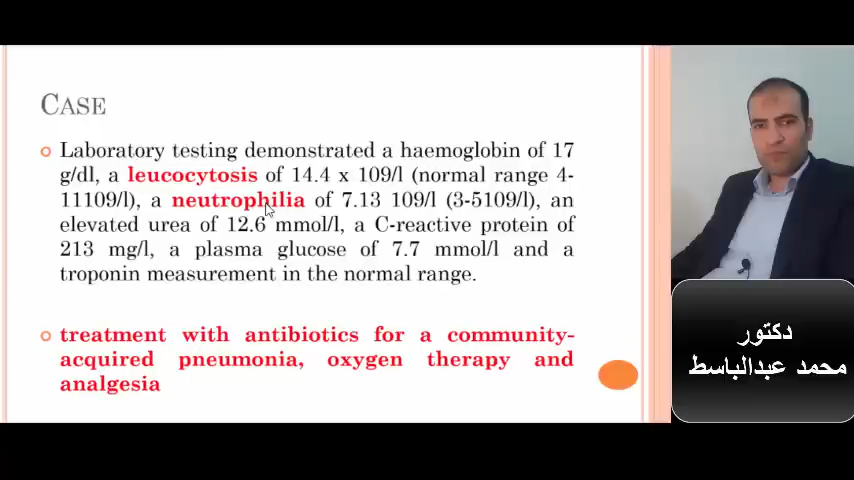 CASE
Laboratory testing demonstrated a haemoglobin of 17
g/dl, a leucocytosis of 14.4 x 109/l (normal range 4-
11109/l), a neutrophilia of 7.13 109/l (3-5109/l), an
elevated urea of 12.6 mmol/l, a C-reactive protein of
213 mg/l, a plasma glucose of 7.7 mmol/l and a
troponin measurement in the normal range.
treatment with antibiotics for a community-
acquired pneumonia, oxygen therapy and
analgesia
دكتور
محمد عبدالباسط